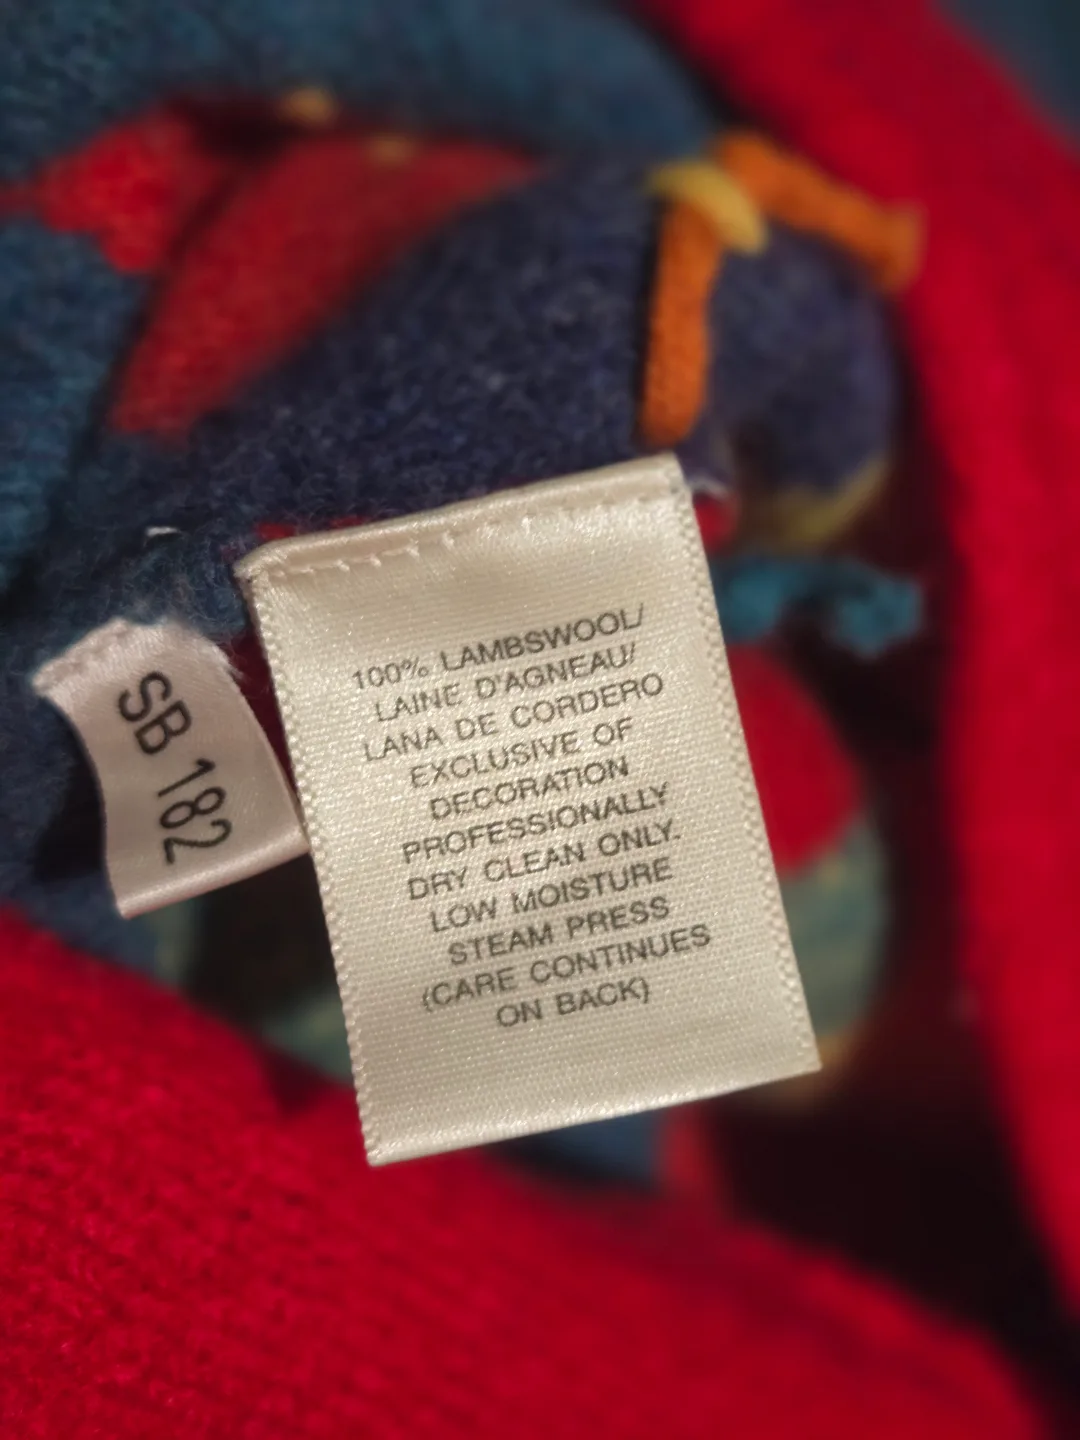 100% LAMBSWOOL/
LAINE D'AGNEAU/
LANA DE CORDERO
EXCLUSIVE OF
DECORATION
PROFESSIONALLY
DRY CLEAN ONLY.
LOW MOISTURE
STEAM PRESS
(CARE CONTINUES
ON BACK)
SB 182